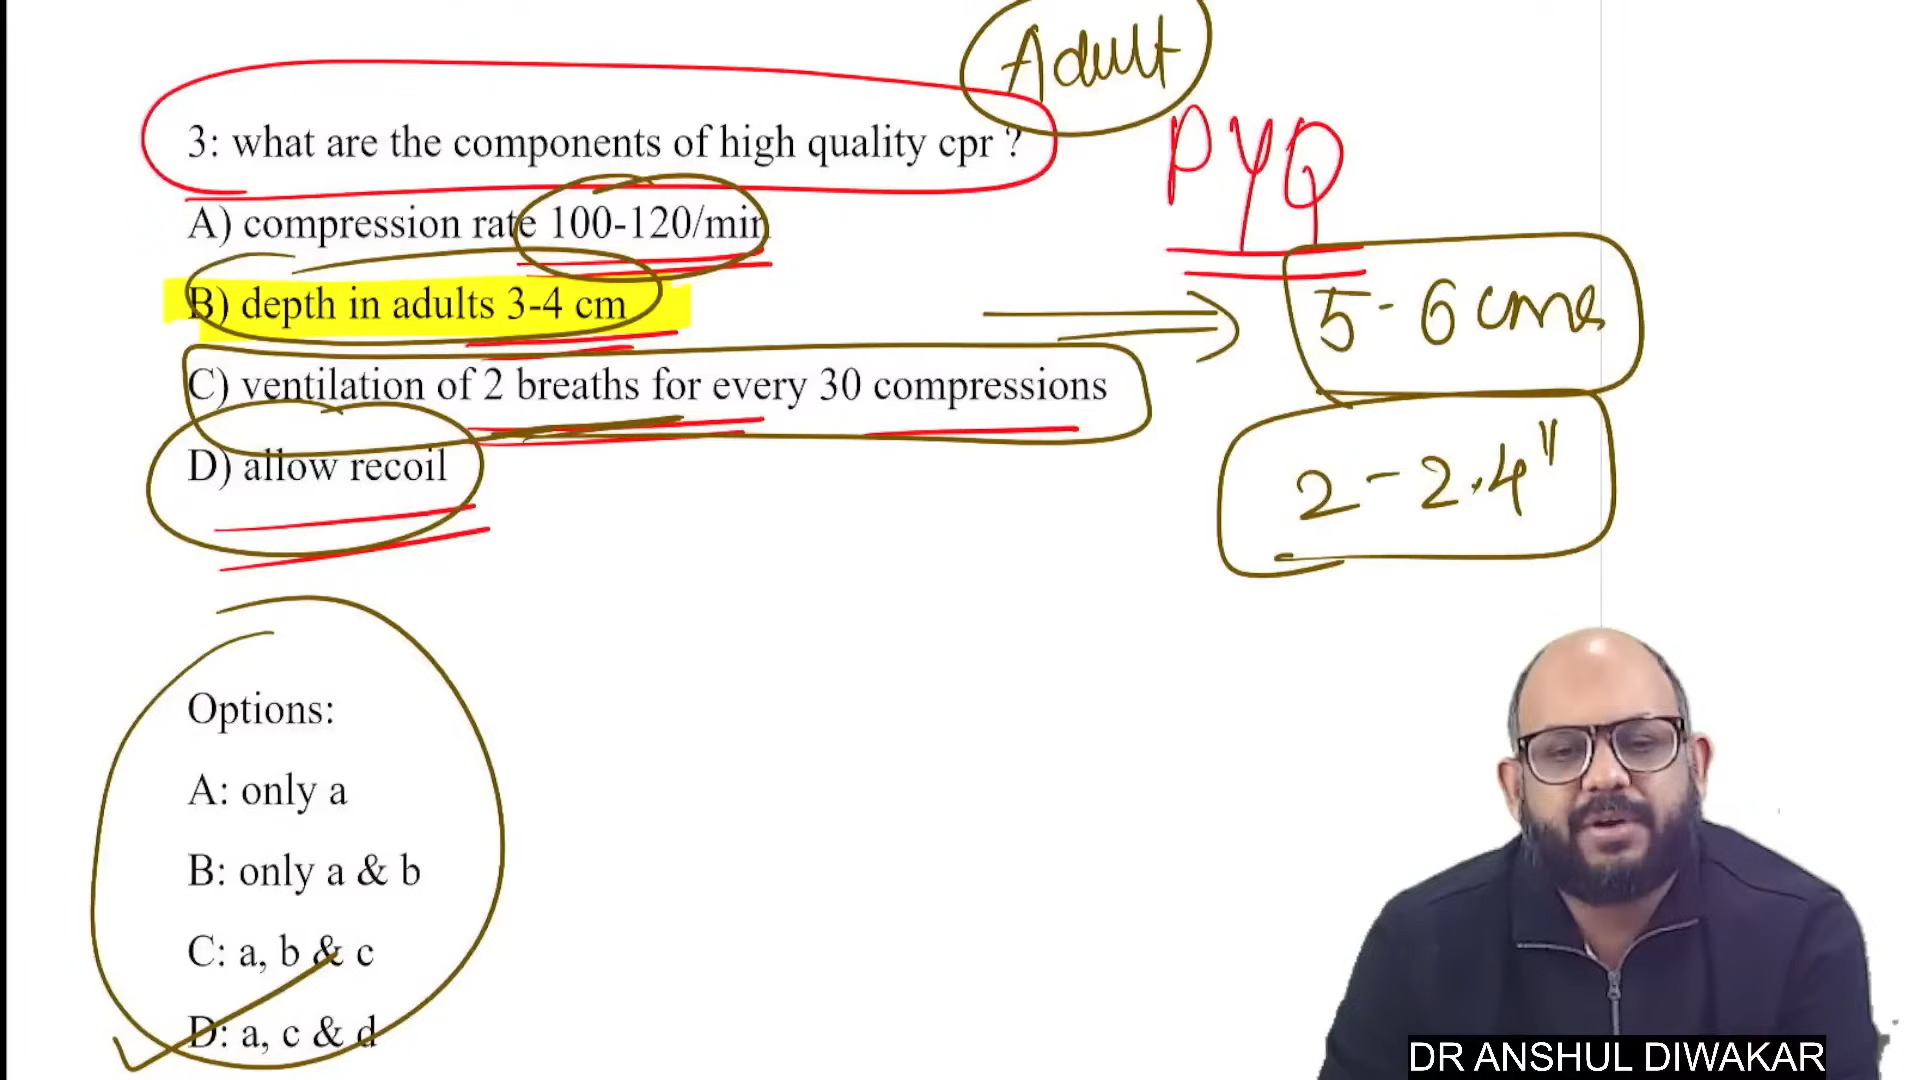 Adult
3: what are the components of high quality cpr ?
PYQ
A) compression rate 100-120/min
B) depth in adults 3-4 cm
5-6 cms
C) ventilation of 2 breaths for every 30 compressions
D) allow recoil
2-2.4"
Options:
A: only a
B: only a & b
C: a, b & c
D: a, c & d
DR ANSHUL DIWAKAR